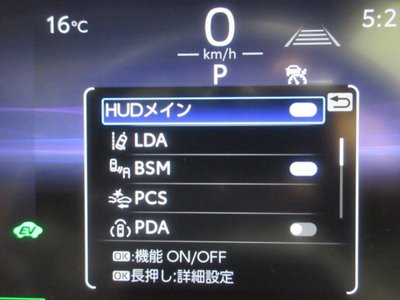 16℃
0
5:2
km/h
P
HUDメイン
LDA
BSM
PCS
PDA
EV
OK:機能 ON/OFF
OK長押し:詳細設定